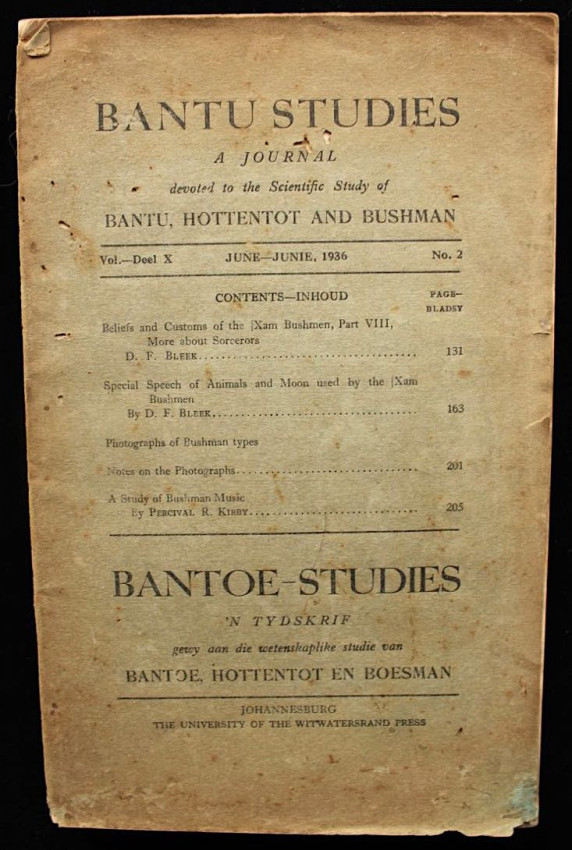 BANTU STUDIES
A JOURNAL
devoted to the Scientific Study of
BANTU, HOTTENTOT AND BUSHMAN
Vol.—Deel X JUNE—JUNIE, 1936 No. 2
CONTENTS—INHOUD PAGE—
BLADSY
Beliefs and Customs of the |Xam Bushmen, Part VIII,
More about Sorcerors
D. F. BLEEK 131
Special Speech of Animals and Moon used by the |Xam
Bushmen
By D. F. BLEEK 163
Photographs of Bushman types
Notes on the Photographs 201
A Study of Bushman Music
By PERCIVAL R. KIRBY 205
BANTOE-STUDIES
'N TYDSKRIF
gewy aan die wetenskaplike studie van
BANTOE, HOTTENTOT EN BOESMAN
JOHANNESBURG
THE UNIVERSITY OF THE WITWATERSRAND PRESS